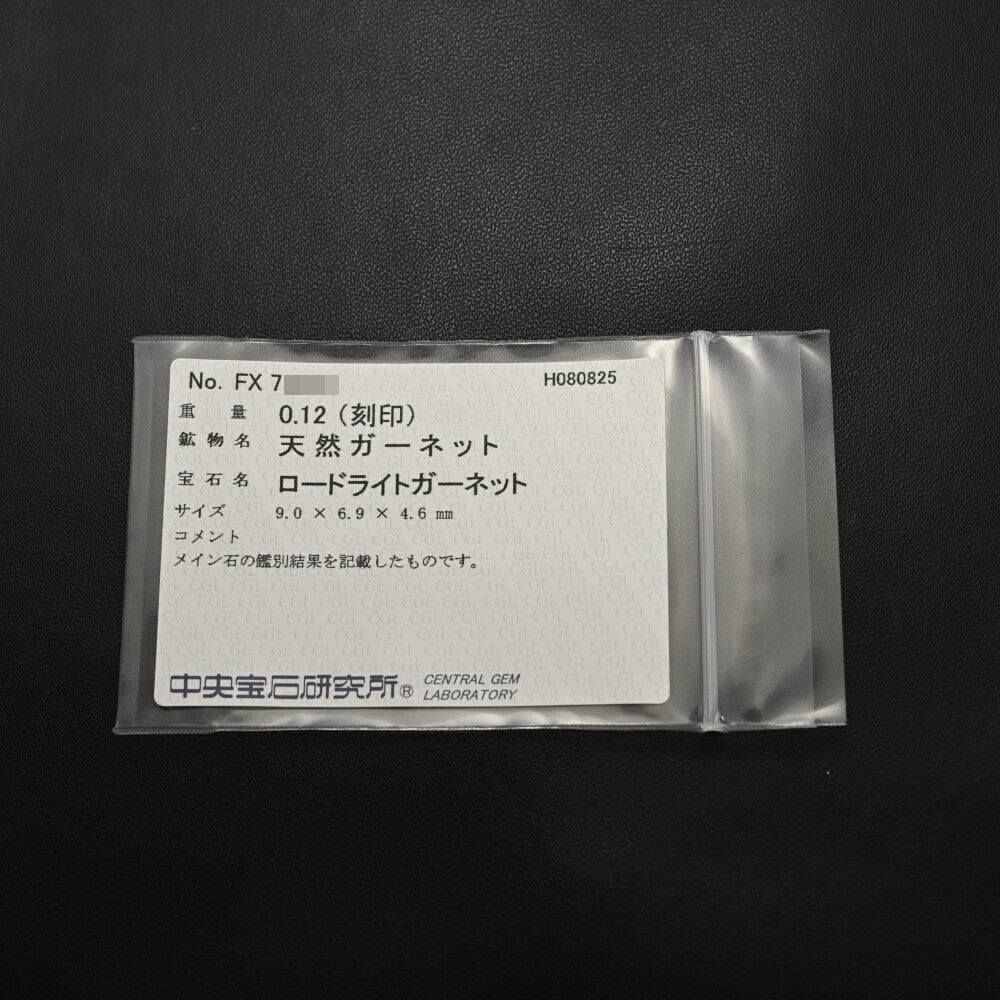 No. FX 7
H080825
重量 0.12 (刻印)
鉱物名 天然ガーネット
宝石名 ロードライトガーネット
サイズ 9.0 × 6.9 × 4.6 mm
コメント
メイン石の鑑別結果を記載したものです。
中央宝石研究所® CENTRAL GEM LABORATORY